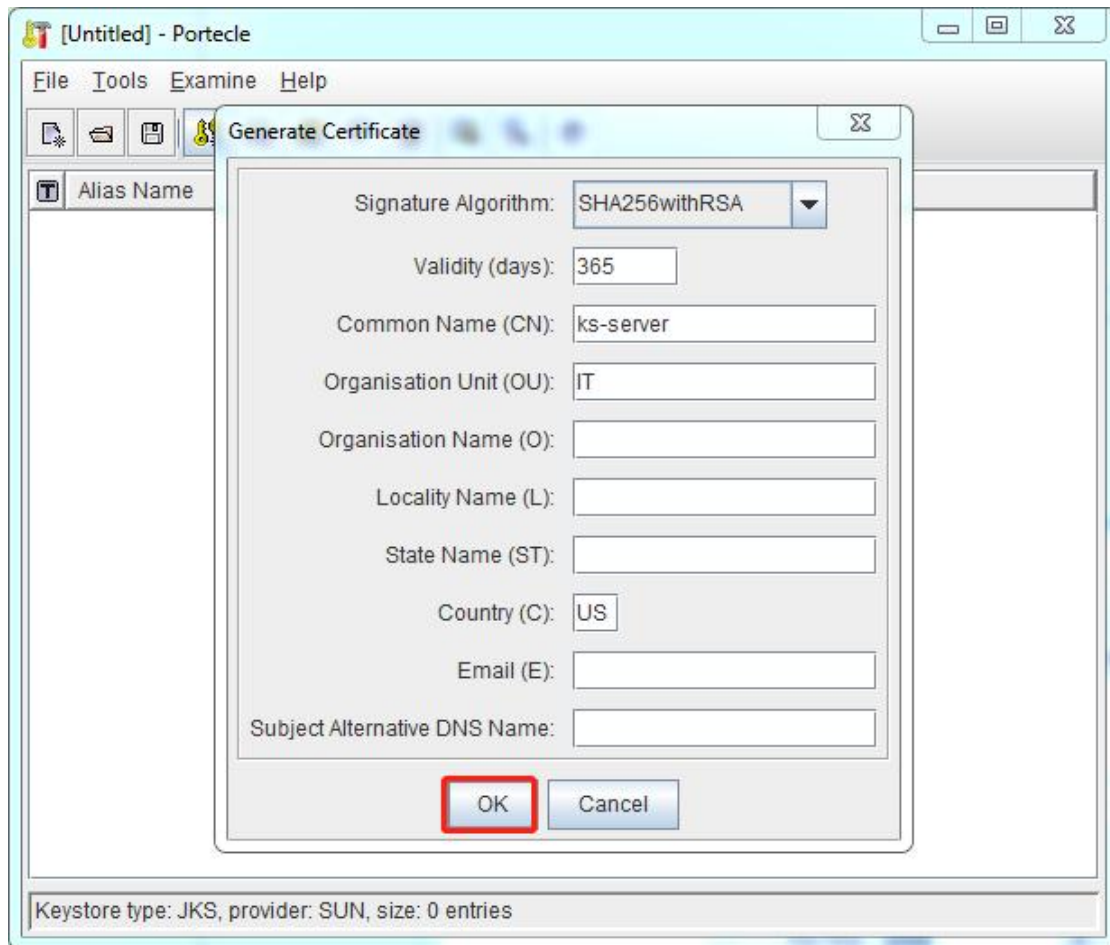 [Untitled] - Portecle
File Tools Examine Help
Generate Certificate
T Alias Name
Signature Algorithm: SHA256withRSA
Validity (days): 365
Common Name (CN): ks-server
Organisation Unit (OU): IT
Organisation Name (O):
Locality Name (L):
State Name (ST):
Country (C): US
Email (E):
Subject Alternative DNS Name:
OK Cancel
Keystore type: JKS, provider: SUN, size: 0 entries